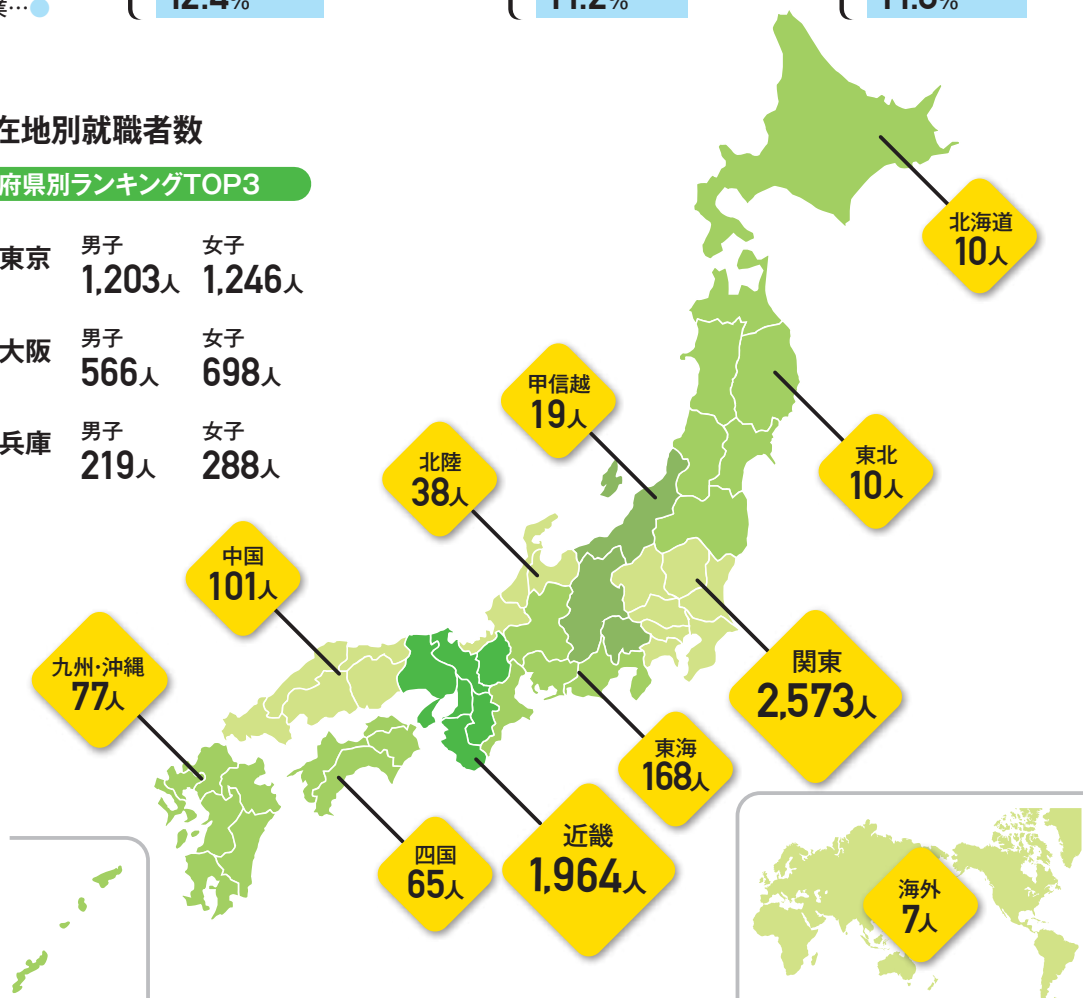 業…
12.4%
11.2%
在地別就職者数
府県別ランキングTOP3
東京 男子 1,203人 女子 1,246人
大阪 男子 566人 女子 698人
兵庫 男子 219人 女子 288人
北海道
10人
甲信越
19人
東北
10人
北陸
38人
中国
101人
九州·沖縄
77人
関東
2,573人
東海
168人
近畿
1,964人
四国
65人
海外
7人